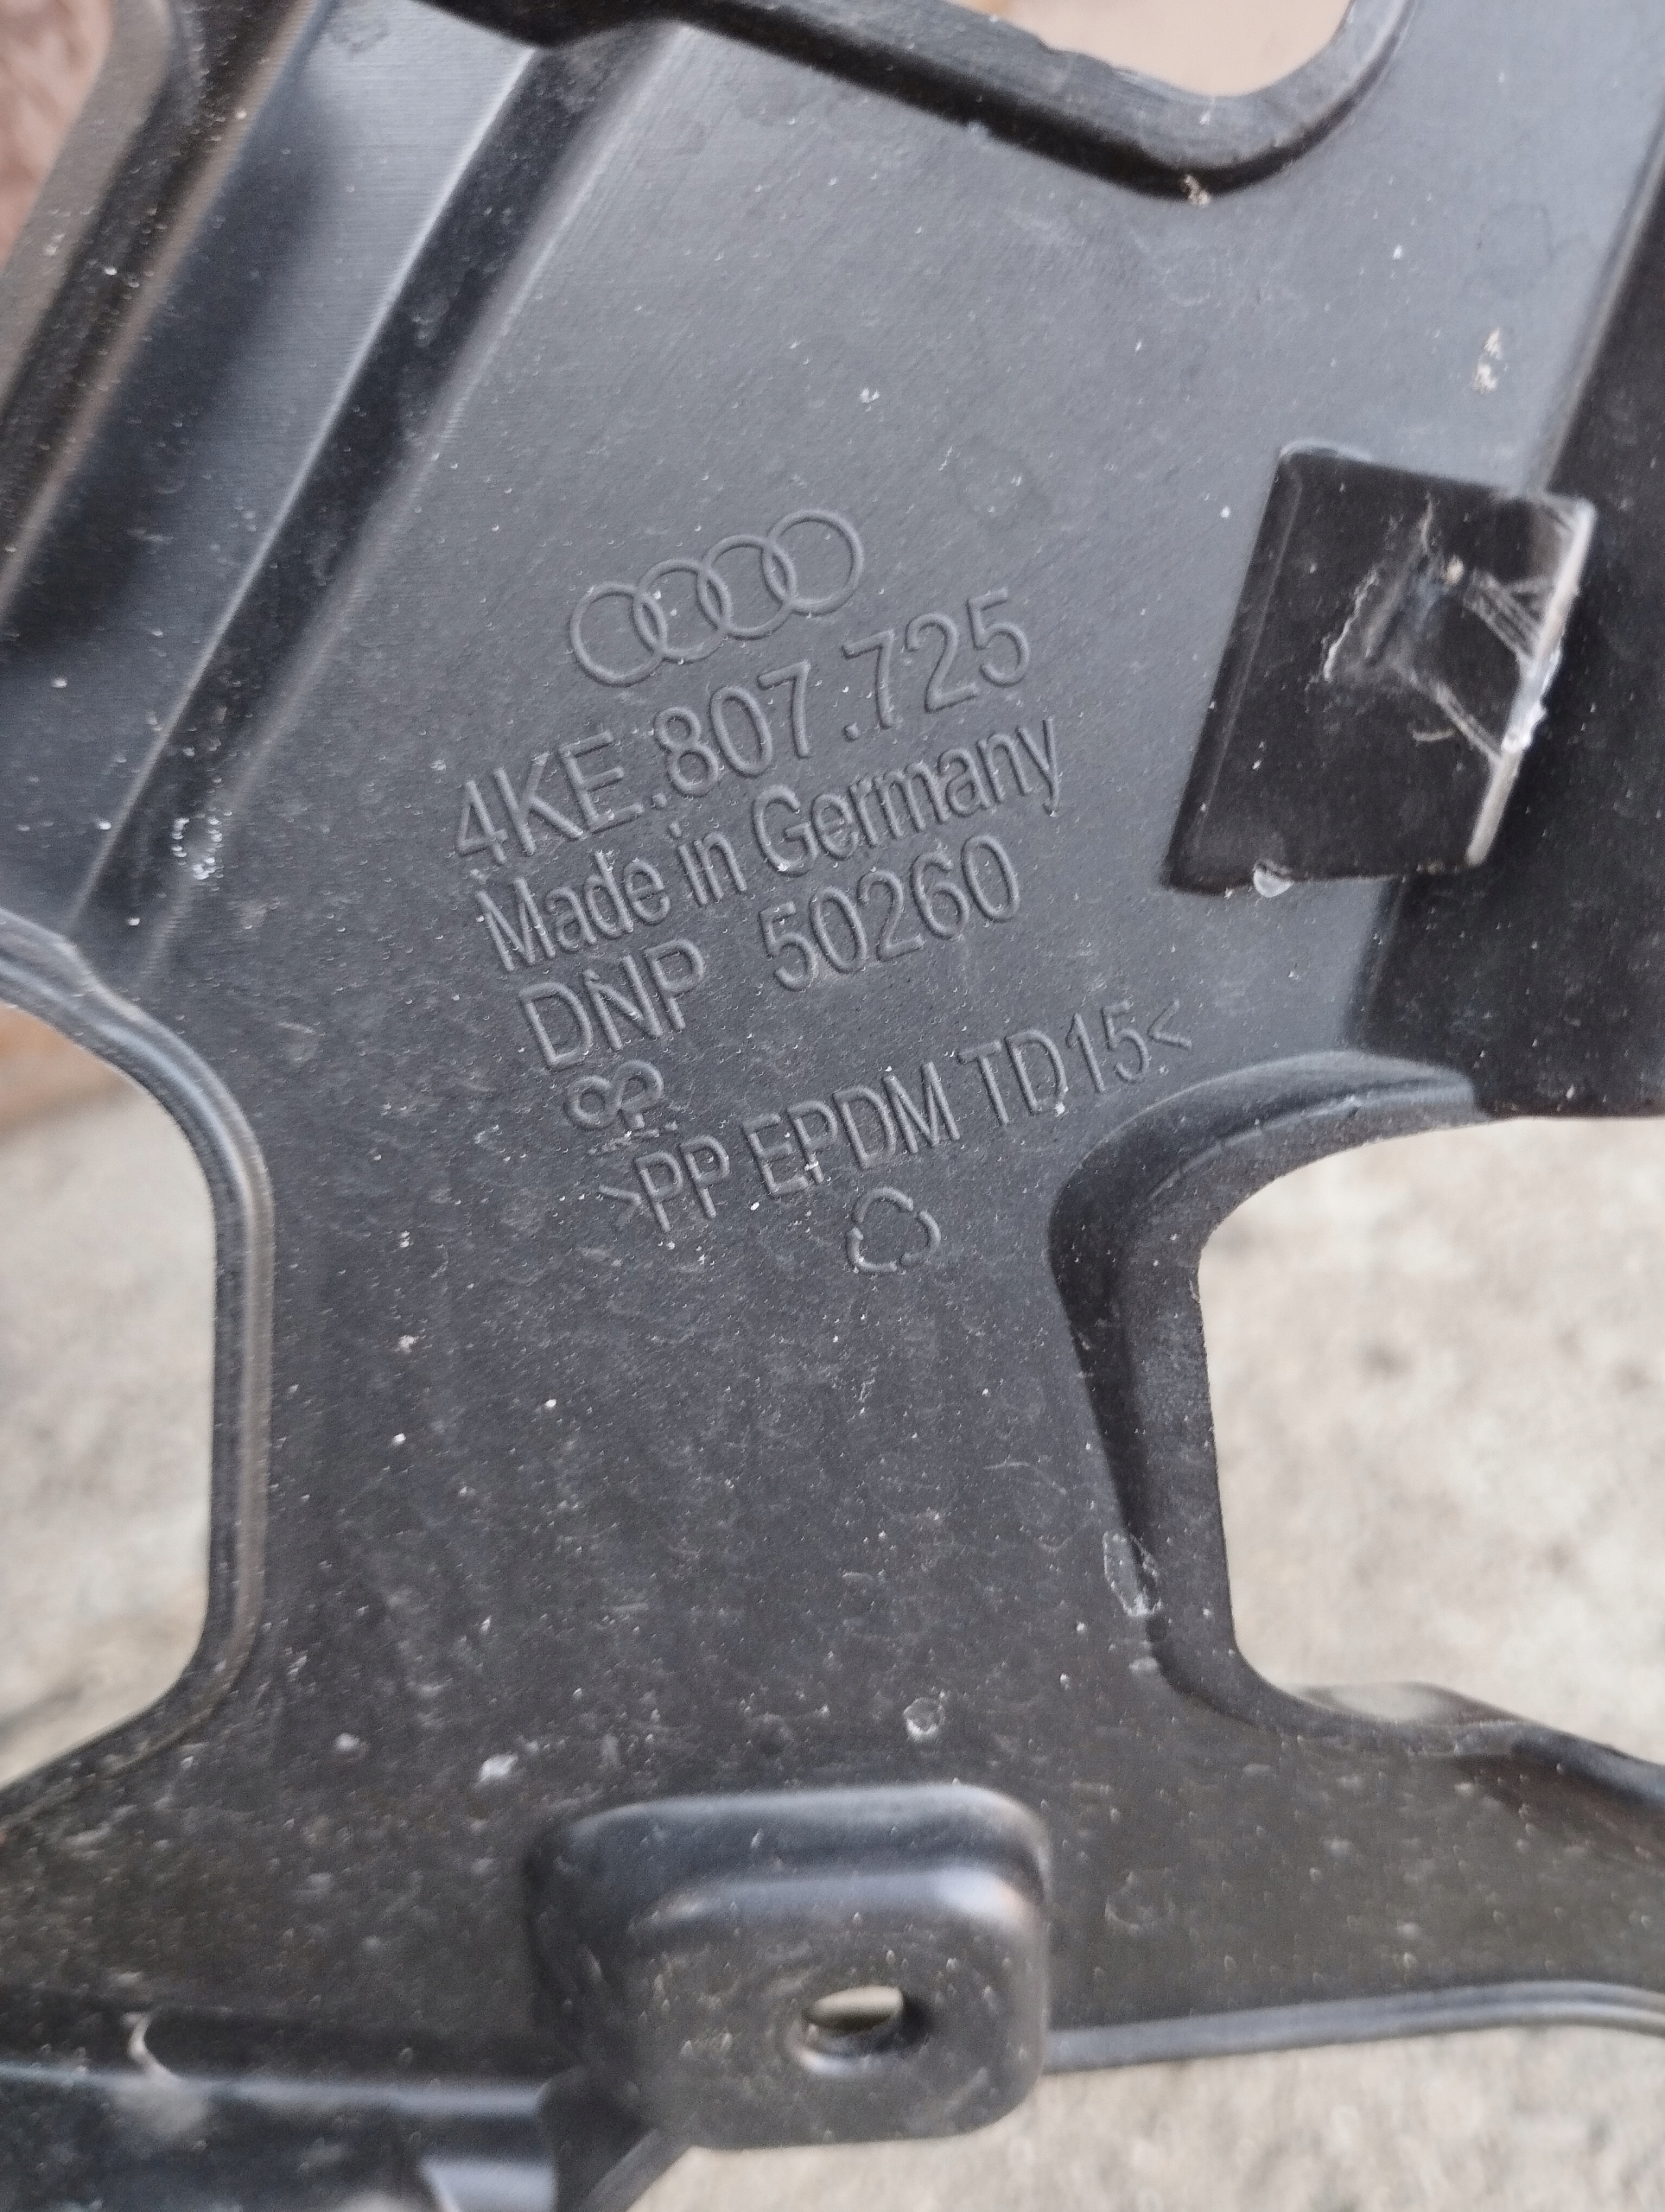 4KE.807.725
Made in Germany
DNP 50260
>PP EPDM TD15<